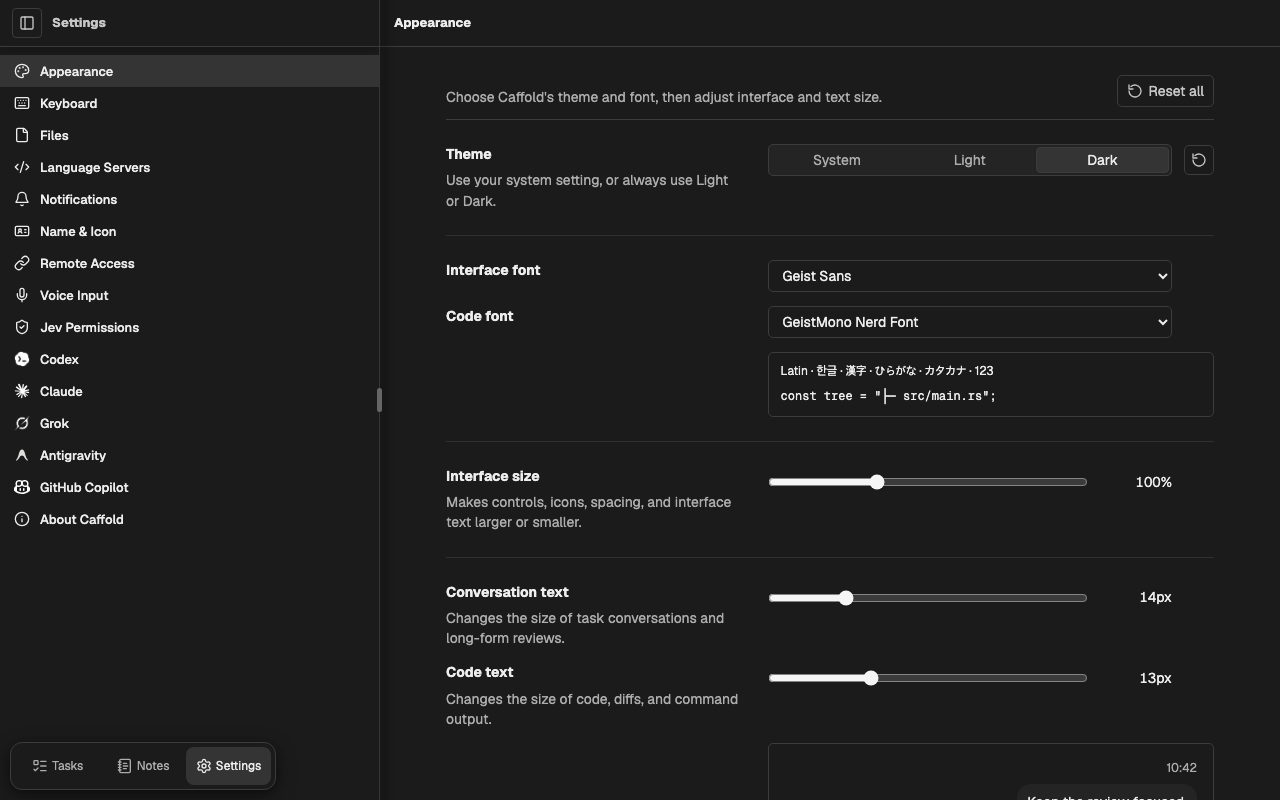 Settings
Appearance
Appearance
Keyboard
Files
Language Servers
Notifications
Name & Icon
Remote Access
Voice Input
Jev Permissions
Codex
Claude
Grok
Antigravity
GitHub Copilot
About Caffold
Tasks
Notes
Settings
Choose Caffold's theme and font, then adjust interface and text size.
Reset all
Theme
Use your system setting, or always use Light
or Dark.
System
Light
Dark
Interface font
Geist Sans
Code font
GeistMono Nerd Font
Latin · 한글 · 漢字 · ひらがな · カタカナ · 123
const tree = "├─ src/main.rs";
Interface size
Makes controls, icons, spacing, and interface
text larger or smaller.
100%
Conversation text
Changes the size of task conversations and
long-form reviews.
14px
Code text
Changes the size of code, diffs, and command
output.
13px
10:42
Keep the review focused